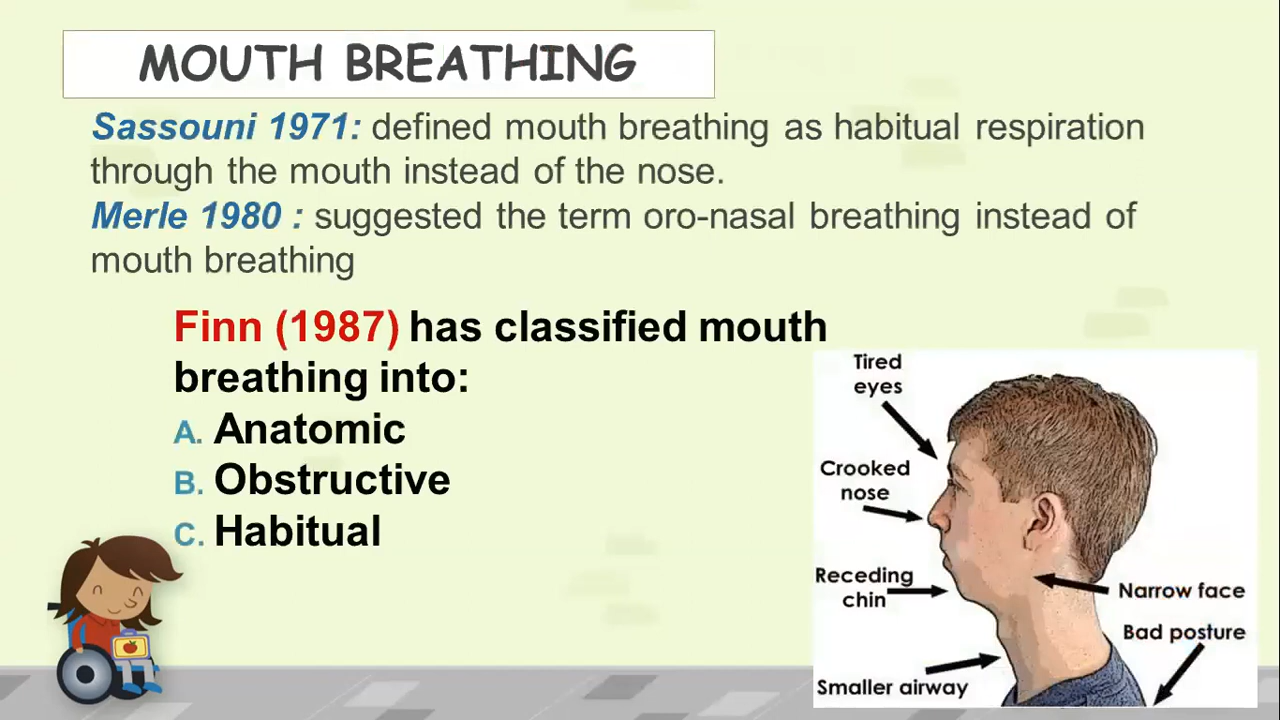 MOUTH BREATHING
Sassouni 1971: defined mouth breathing as habitual respiration
through the mouth instead of the nose.
Merle 1980 : suggested the term oro-nasal breathing instead of
mouth breathing
Finn (1987) has classified mouth
breathing into:
A. Anatomic
B. Obstructive
C. Habitual
Tired
eyes
Crooked
nose
Receding
chin
Narrow face
Bad posture
Smaller airway